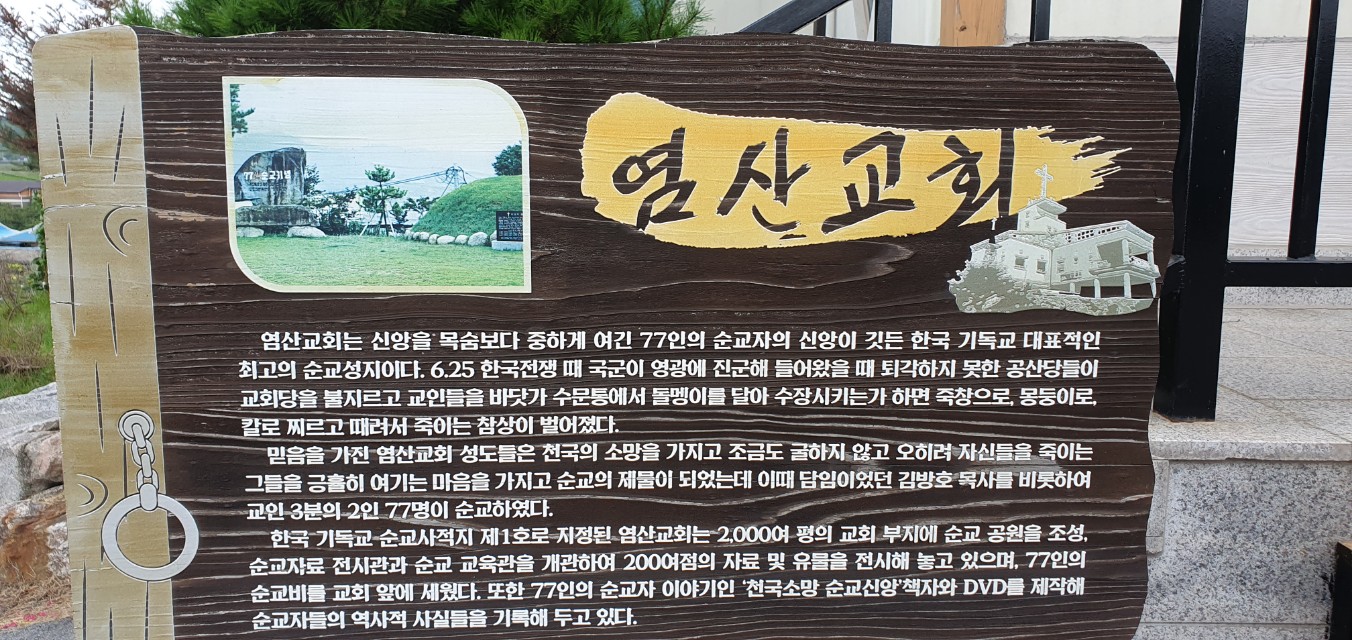 염산교회
77인 순교기념
염산교회는 신앙을 목숨보다 중하게 여긴 77인의 순교자의 신앙이 깃든 한국 기독교 대표적인
최고의 순교성지이다. 6.25 한국전쟁 때 국군이 영광에 진군해 들어왔을 때 퇴각하지 못한 공산당들이
교회당을 불지르고 교인들을 바닷가 수문통에서 돌멩이를 달아 수장시키는가 하면 죽창으로, 몽둥이로,
칼로 찌르고 때려서 죽이는 참상이 벌어졌다.
믿음을 가진 염산교회 성도들은 천국의 소망을 가지고 조금도 굴하지 않고 오히려 자신들을 죽이는
그들을 긍휼히 여기는 마음을 가지고 순교의 제물이 되었는데 이때 담임이었던 김방호 목사를 비롯하여
교인 3분의 2인 77명이 순교하였다.
한국 기독교 순교사적지 제1호로 지정된 염산교회는 2,000여 평의 교회 부지에 순교 공원을 조성,
순교자료 전시관과 순교 교육관을 개관하여 200여점의 자료 및 유물을 전시해 놓고 있으며, 77인의
순교비를 교회 앞에 세웠다. 또한 77인의 순교자 이야기인 '천국소망 순교신앙'책자와 DVD를 제작해
순교자들의 역사적 사실들을 기록해 두고 있다.